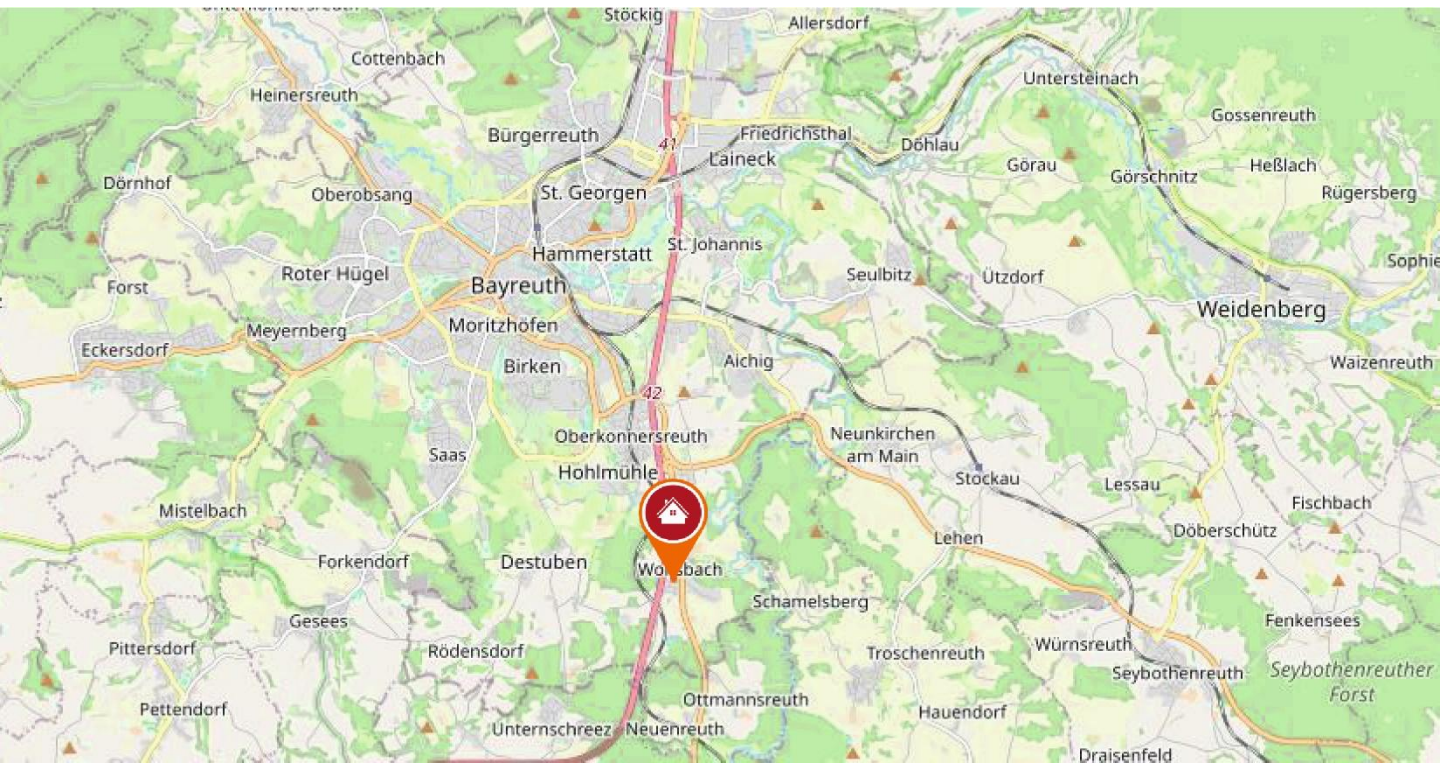 Stöckig
Allersdorf
Cottenbach
Untersteinach
Heinersreuth
Gossenreuth
Bürgerreuth
41
Friedrichsthal
Döhlau
Laineck
Görau
Heßlach
Görschnitz
Dörnhof
Oberobsang
St. Georgen
Rügersberg
Hammerstatt
St. Johannis
Sophie
Roter Hügel
Seulbitz
Ützdorf
Forst
Bayreuth
Weidenberg
Meyernberg
Moritzhöfen
Eckersdorf
Birken
Aichig
Waizenreuth
42
Oberkonnersreuth
Neunkirchen
am Main
Saas
Hohlmühle
Stockau
Lessau
Fischbach
Mistelbach
Döberschütz
Lehen
Forkendorf
Destuben
Schamelsberg
Gesees
Fenkensees
Pittersdorf
Rödensdorf
Troschenreuth
Würnsreuth
Seybothenreuth
Seybothenreuther
Forst
Pettendorf
Ottmannsreuth
Hauendorf
Unternschreez
Neuenreuth
Draisenfeld